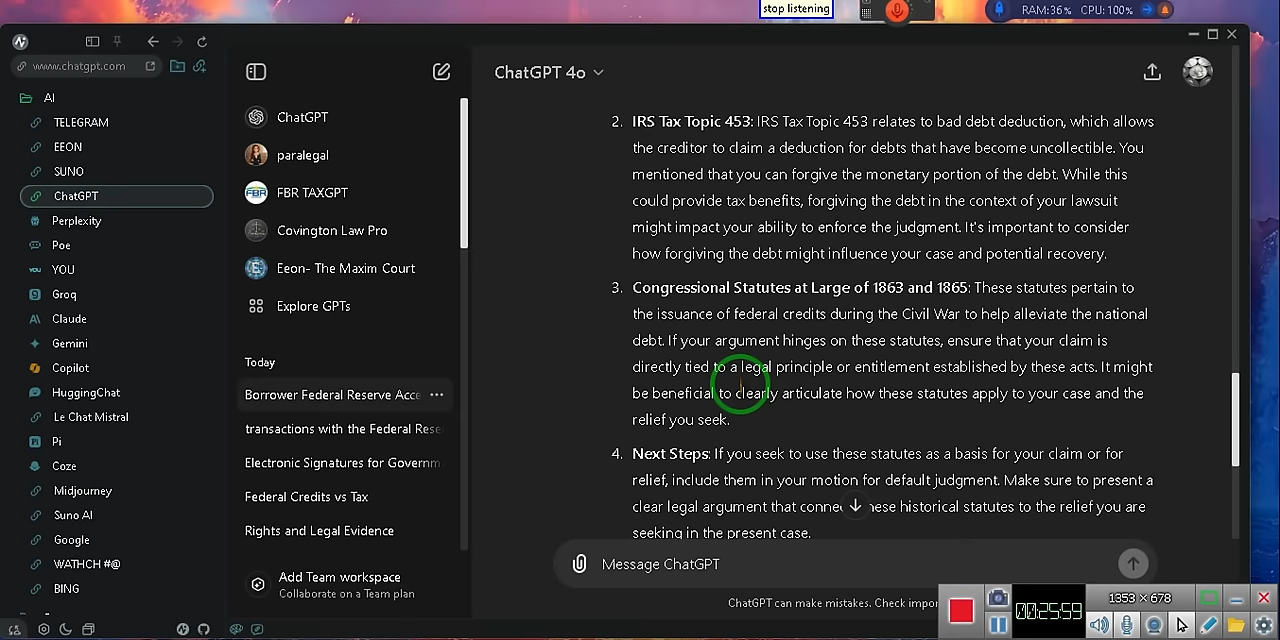 stop listening
RAM:36% CPU: 100%
www.chatgpt.com
AI
TELEGRAM
EEON
SUNO
ChatGPT
Perplexity
Poe
YOU
Groq
Claude
Gemini
Copilot
HuggingChat
Le Chat Mistral
Pi
Coze
Midjourney
Suno AI
Google
WATHCH #@
BING
ChatGPT
paralegal
FBR TAXGPT
Covington Law Pro
Eeon- The Maxim Court
Explore GPTs
Today
Borrower Federal Reserve Acce
transactions with the Federal Rese
Electronic Signatures for Governm
Federal Credits vs Tax
Rights and Legal Evidence
Add Team workspace
Collaborate on a Team plan
ChatGPT 4o
2. IRS Tax Topic 453: IRS Tax Topic 453 relates to bad debt deduction, which allows
the creditor to claim a deduction for debts that have become uncollectible. You
mentioned that you can forgive the monetary portion of the debt. While this
could provide tax benefits, forgiving the debt in the context of your lawsuit
might impact your ability to enforce the judgment. It's important to consider
how forgiving the debt might influence your case and potential recovery.
3. Congressional Statutes at Large of 1863 and 1865: These statutes pertain to
the issuance of federal credits during the Civil War to help alleviate the national
debt. If your argument hinges on these statutes, ensure that your claim is
directly tied to a legal principle or entitlement established by these acts. It might
be beneficial to clearly articulate how these statutes apply to your case and the
relief you seek.
4. Next Steps: If you seek to use these statutes as a basis for your claim or for
relief, include them in your motion for default judgment. Make sure to present a
clear legal argument that connec hese historical statutes to the relief you are
seeking in the present case.
Message ChatGPT
ChatGPT can make mistakes. Check impor
1353 × 678
00:25:59